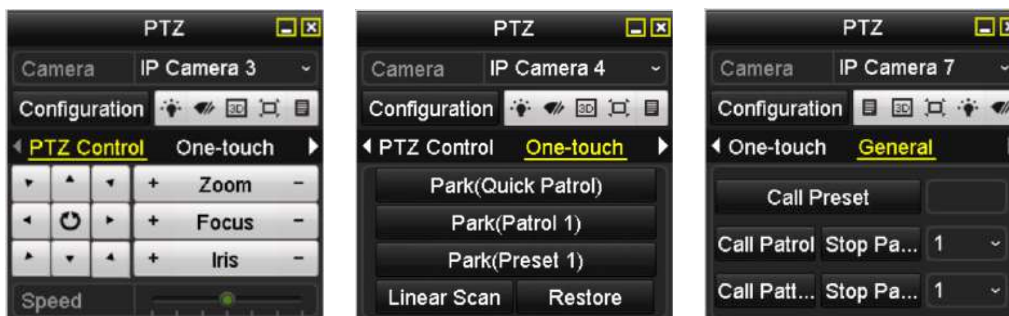 PTZ
Camera IP Camera 3
Configuration 3D
PTZ Control One-touch
+ Zoom -
+ Focus -
+ Iris -
Speed
PTZ
Camera IP Camera 4
Configuration 3D
PTZ Control One-touch
Park(Quick Patrol)
Park(Patrol 1)
Park(Preset 1)
Linear Scan Restore
PTZ
Camera IP Camera 7
Configuration 3D
One-touch General
Call Preset
Call Patrol Stop Pa... 1
Call Patt... Stop Pa... 1